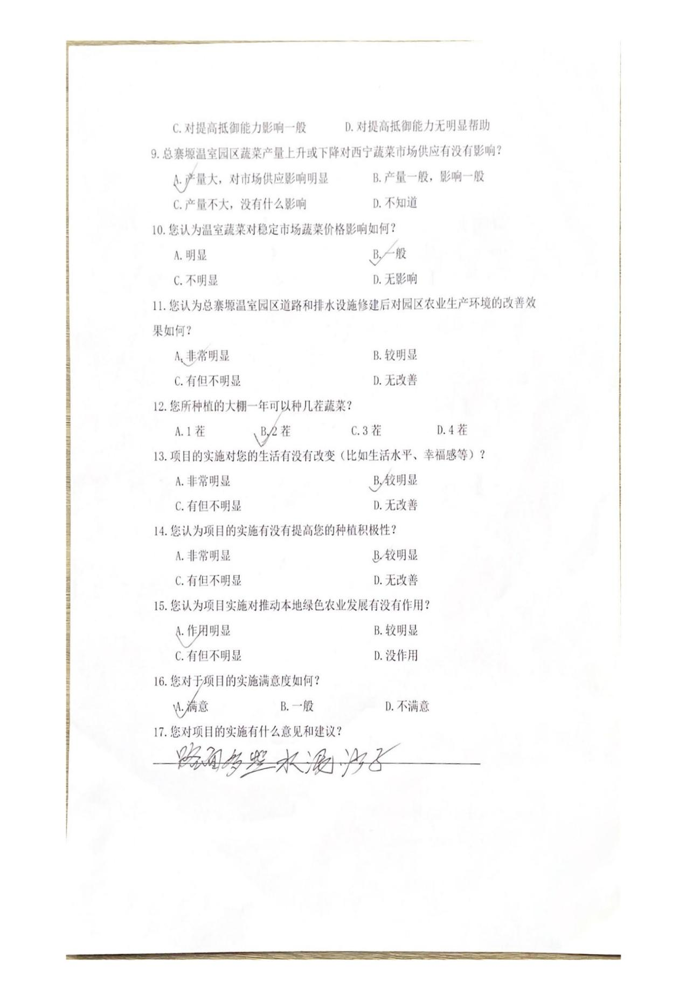 C.对提高抵御能力影响一般 D.对提高抵御能力无明显帮助
9.总寨塬温室园区蔬菜产量上升或下降对西宁蔬菜市场供应有没有影响？
A.产量大，对市场供应影响明显 B.产量一般，影响一般
C.产量不大，没有什么影响 D.不知道
10.您认为温室蔬菜对稳定市场蔬菜价格影响如何？
A.明显 B.一般
C.不明显 D.无影响
11.您认为总寨塬温室园区道路和排水设施修建后对园区农业生产环境的改善效
果如何？
A.非常明显 B.较明显
C.有但不明显 D.无改善
12.您所种植的大棚一年可以种几茬蔬菜？
A.1茬 B.2茬 C.3茬 D.4茬
13.项目的实施对您的生活有没有改变（比如生活水平、幸福感等）？
A.非常明显 B.较明显
C.有但不明显 D.无改善
14.您认为项目的实施有没有提高您的种植积极性？
A.非常明显 B.较明显
C.有但不明显 D.无改善
15.您认为项目实施对推动本地绿色农业发展有没有作用？
A.作用明显 B.较明显
C.有但不明显 D.没作用
16.您对于项目的实施满意度如何？
A.满意 B.一般 D.不满意
17.您对项目的实施有什么意见和建议？
路面多些水泥沙子